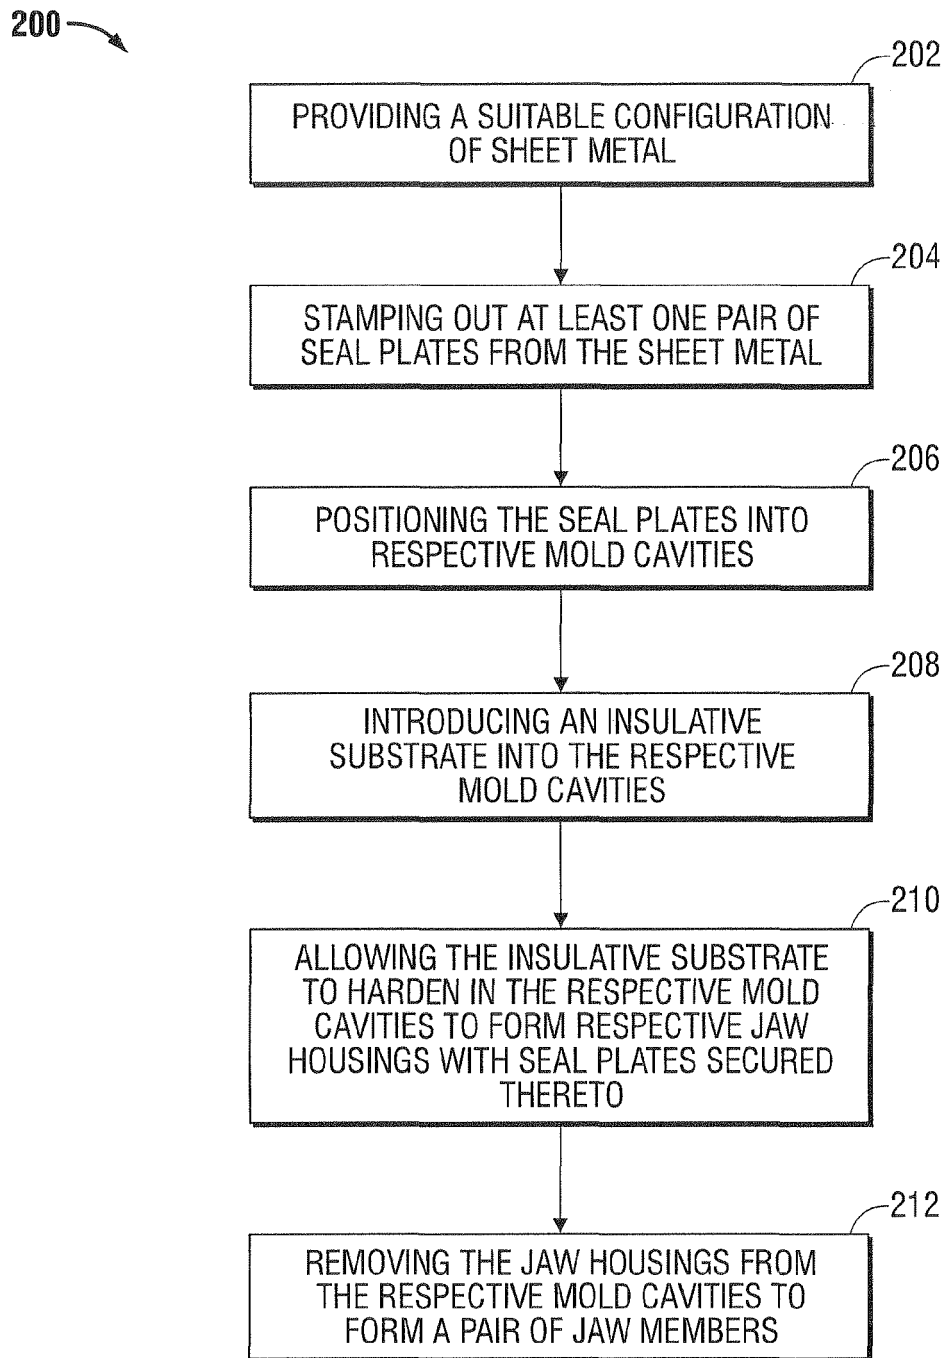 200
202
PROVIDING A SUITABLE CONFIGURATION
OF SHEET METAL
204
STAMPING OUT AT LEAST ONE PAIR OF
SEAL PLATES FROM THE SHEET METAL
206
POSITIONING THE SEAL PLATES INTO
RESPECTIVE MOLD CAVITIES
208
INTRODUCING AN INSULATIVE
SUBSTRATE INTO THE RESPECTIVE
MOLD CAVITIES
210
ALLOWING THE INSULATIVE SUBSTRATE
TO HARDEN IN THE RESPECTIVE MOLD
CAVITIES TO FORM RESPECTIVE JAW
HOUSINGS WITH SEAL PLATES SECURED
THERETO
212
REMOVING THE JAW HOUSINGS FROM
THE RESPECTIVE MOLD CAVITIES TO
FORM A PAIR OF JAW MEMBERS